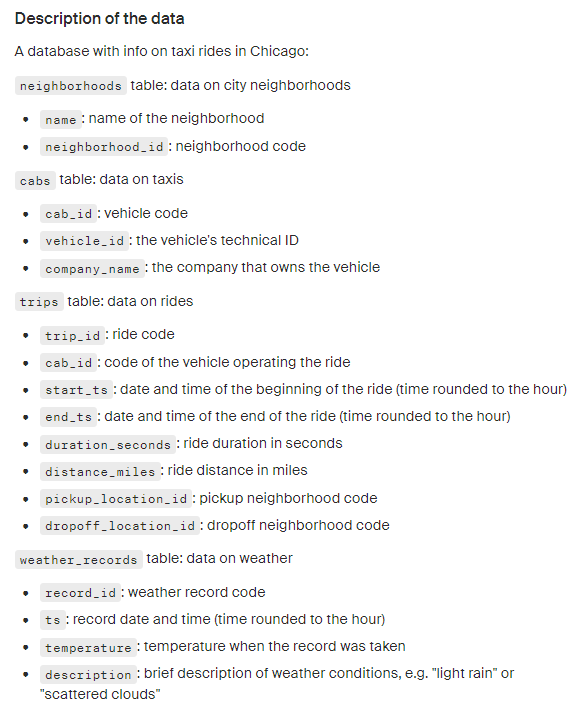 Description of the data
A database with info on taxi rides in Chicago:
neighborhoods table: data on city neighborhoods
• name : name of the neighborhood
• neighborhood_id : neighborhood code
cabs table: data on taxis
• cab_id : vehicle code
• vehicle_id : the vehicle's technical ID
• company_name : the company that owns the vehicle
trips table: data on rides
• trip_id : ride code
• cab_id : code of the vehicle operating the ride
• start_ts : date and time of the beginning of the ride (time rounded to the hour)
• end_ts : date and time of the end of the ride (time rounded to the hour)
• duration_seconds : ride duration in seconds
• distance_miles : ride distance in miles
• pickup_location_id : pickup neighborhood code
• dropoff_location_id : dropoff neighborhood code
weather_records table: data on weather
• record_id : weather record code
• ts : record date and time (time rounded to the hour)
• temperature : temperature when the record was taken
• description : brief description of weather conditions, e.g. "light rain" or
"scattered clouds"